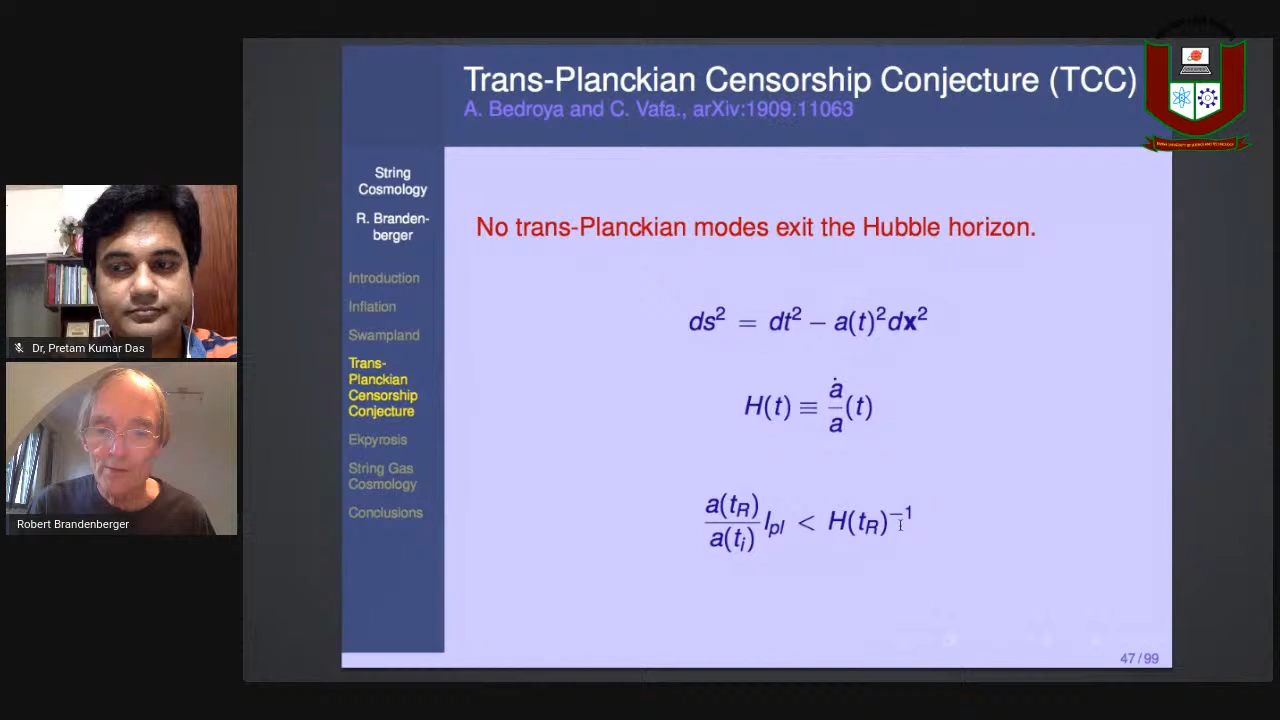 Trans-Planckian Censorship Conjecture (TCC)
A. Bedroya and C. Vafa., arXiv:1909.11063
String
Cosmology
R. Branden-
berger
Introduction
Inflation
Swampland
Trans-
Planckian
Censorship
Conjecture
Ekpyrosis
String Gas
Cosmology
Conclusions
No trans-Planckian modes exit the Hubble horizon.
ds² = dt² − a(t)²dx²
H(t) ≡ ȧ/a (t)
a(t_R)/a(t_i) l_pl < H(t_R)⁻¹
47/99
Dr, Pretam Kumar Das
Robert Brandenberger